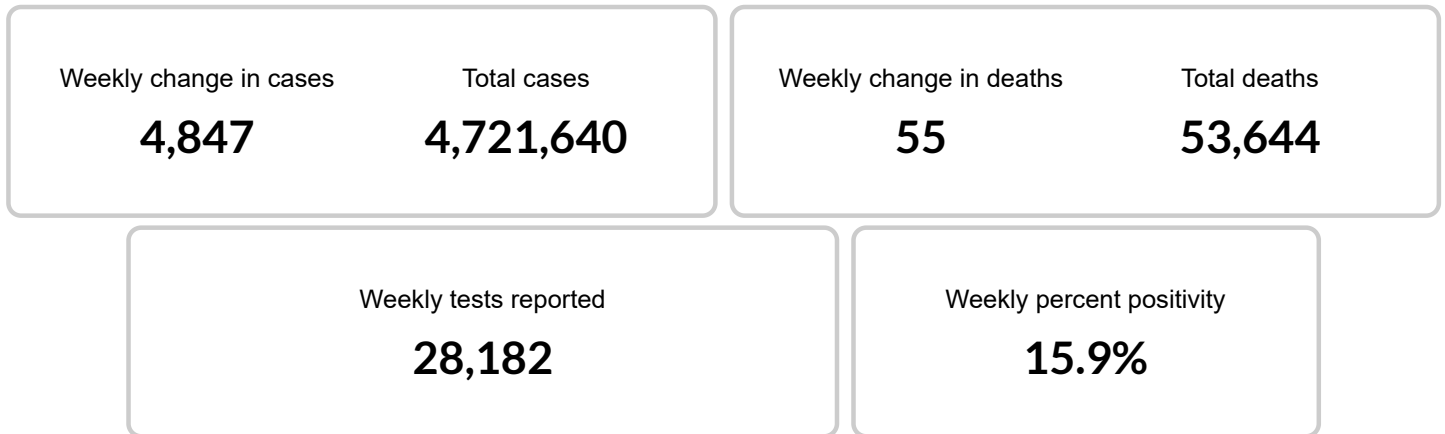 Weekly change in cases
4,847
Total cases
4,721,640
Weekly change in deaths
55
Total deaths
53,644
Weekly tests reported
28,182
Weekly percent positivity
15.9%